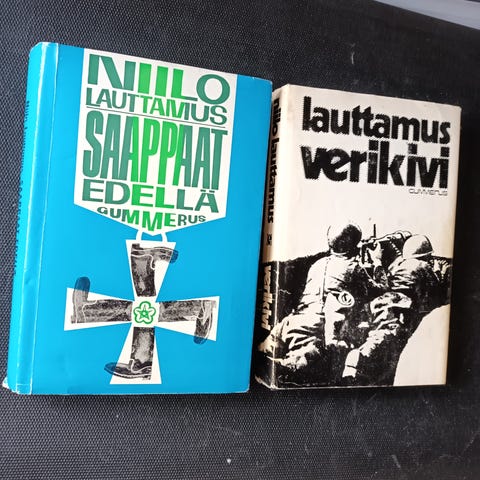 NIILO
LAUTTAMUS
SAAPPAAT
EDELLÄ
GUMMERUS
niilo lauttamus
verikivi
lauttamus
verikivi
GUMMERUS